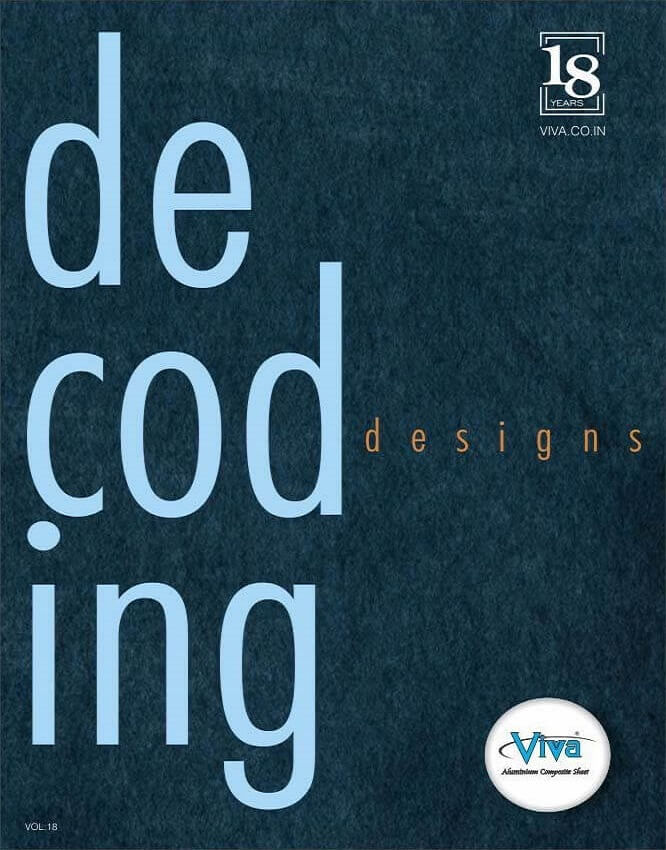 de
cod
ing
designs
18
YEARS
VIVA.CO.IN
Viva®
Aluminium Composite Sheet
VOL:18